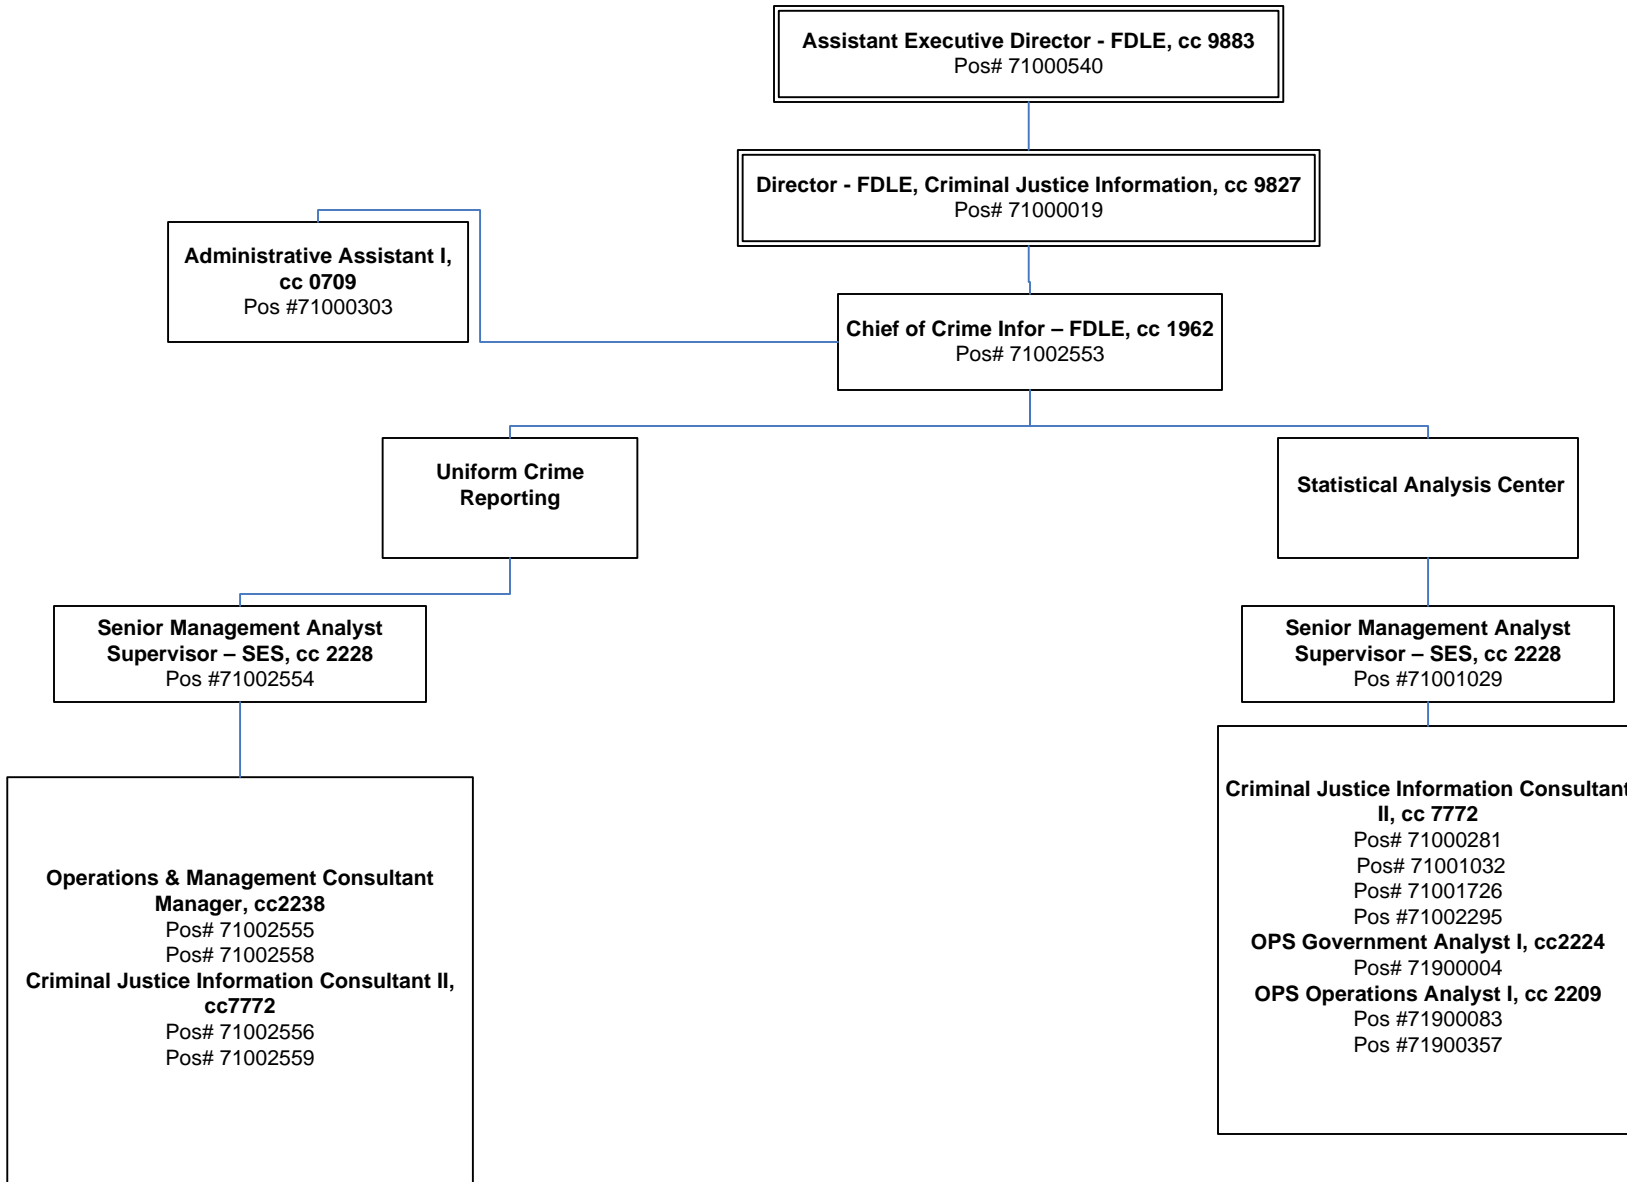 Assistant Executive Director - FDLE, cc 9883
Pos# 71000540
Director - FDLE, Criminal Justice Information, cc 9827
Pos# 71000019
Administrative Assistant I,
cc 0709
Pos #71000303
Chief of Crime Infor – FDLE, cc 1962
Pos# 71002553
Uniform Crime
Reporting
Statistical Analysis Center
Senior Management Analyst
Supervisor – SES, cc 2228
Pos #71002554
Senior Management Analyst
Supervisor – SES, cc 2228
Pos #71001029
Operations & Management Consultant
Manager, cc2238
Pos# 71002555
Pos# 71002558
Criminal Justice Information Consultant II,
cc7772
Pos# 71002556
Pos# 71002559
Criminal Justice Information Consultant
II, cc 7772
Pos# 71000281
Pos# 71001032
Pos# 71001726
Pos #71002295
OPS Government Analyst I, cc2224
Pos# 71900004
OPS Operations Analyst I, cc 2209
Pos #71900083
Pos #71900357